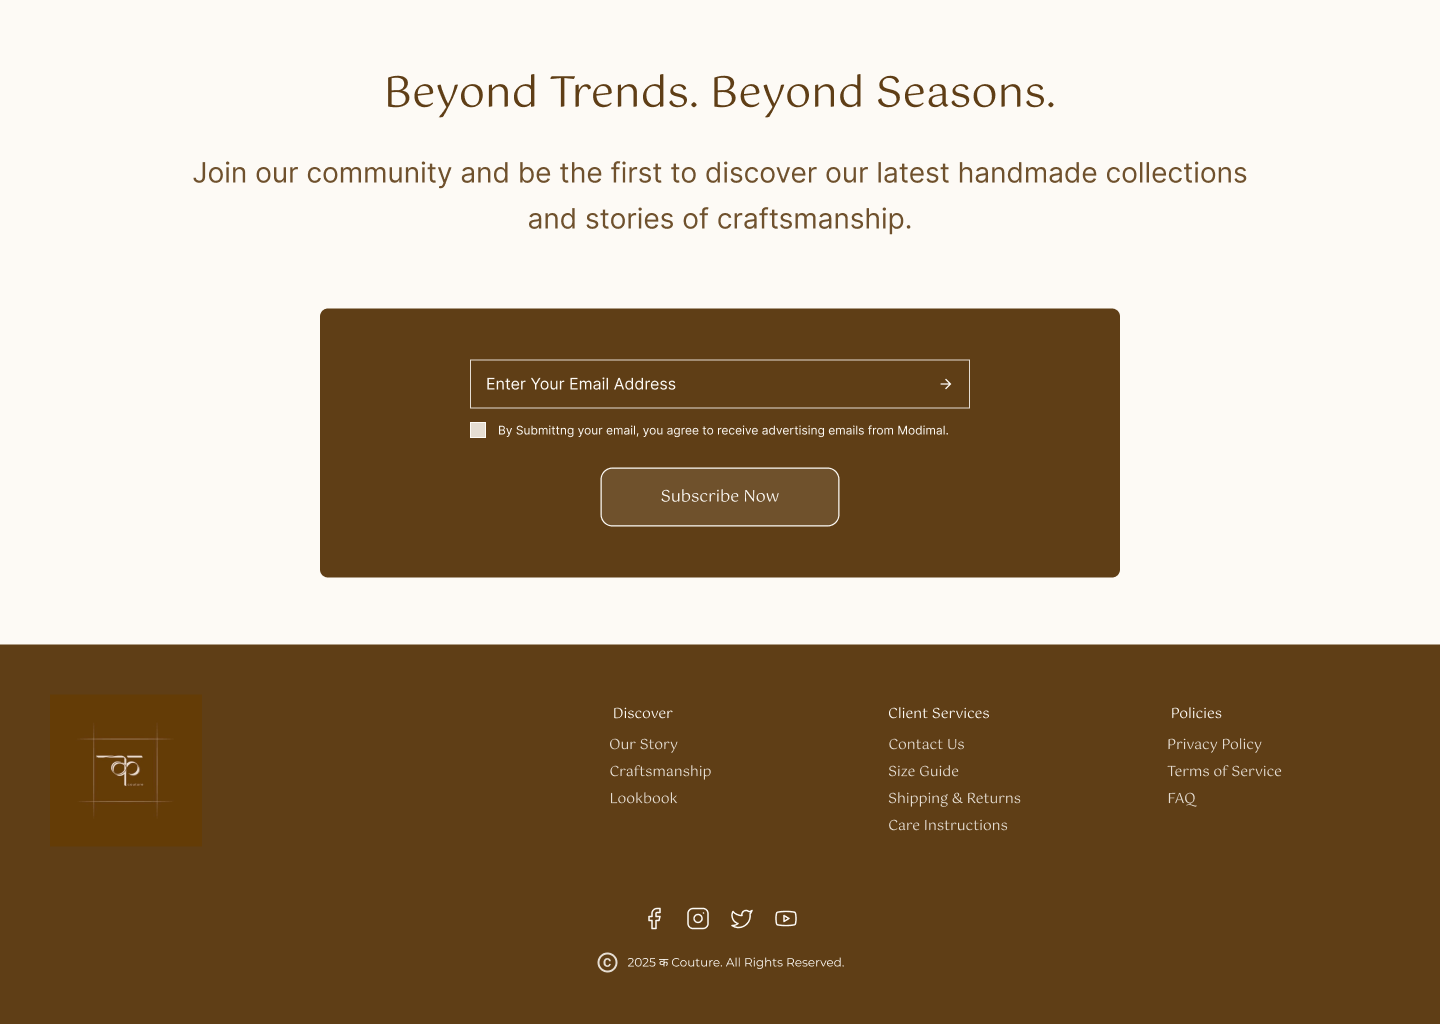 Beyond Trends. Beyond Seasons.
Join our community and be the first to discover our latest handmade collections
and stories of craftsmanship.
Enter Your Email Address
By Submittng your email, you agree to receive advertising emails from Modimal.
Subscribe Now
क
Discover
Our Story
Craftsmanship
Lookbook
Client Services
Contact Us
Size Guide
Shipping & Returns
Care Instructions
Policies
Privacy Policy
Terms of Service
FAQ
© 2025 क Couture. All Rights Reserved.